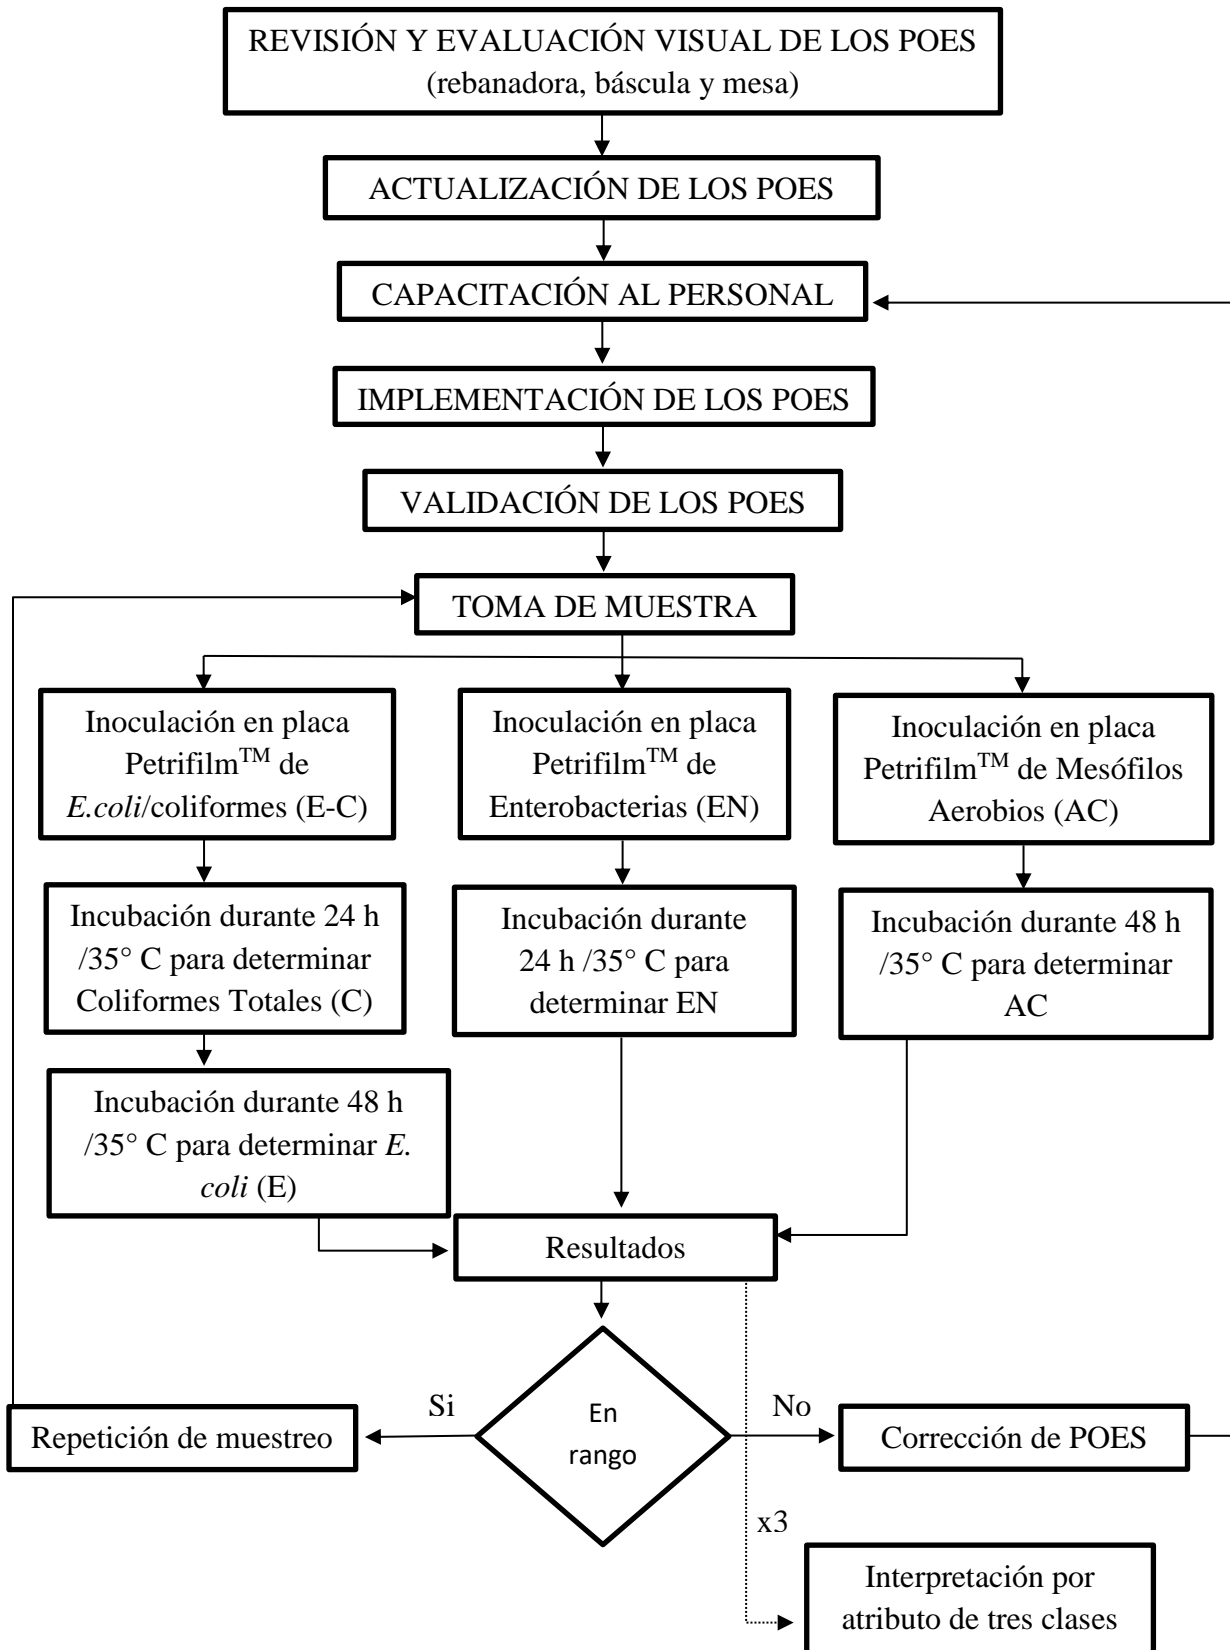 REVISIÓN Y EVALUACIÓN VISUAL DE LOS POES
(rebanadora, báscula y mesa)
ACTUALIZACIÓN DE LOS POES
CAPACITACIÓN AL PERSONAL
IMPLEMENTACIÓN DE LOS POES
VALIDACIÓN DE LOS POES
TOMA DE MUESTRA
Inoculación en placa
Petrifilm™ de
E.coli/coliformes (E-C)
Inoculación en placa
Petrifilm™ de
Enterobacterias (EN)
Inoculación en placa
Petrifilm™ de Mesófilos
Aerobios (AC)
Incubación durante 24 h
/35° C para determinar
Coliformes Totales (C)
Incubación durante
24 h /35° C para
determinar EN
Incubación durante 48 h
/35° C para determinar
AC
Incubación durante 48 h
/35° C para determinar E.
coli (E)
Resultados
En
rango
Si
No
Repetición de muestreo
Corrección de POES
x3
Interpretación por
atributo de tres clases